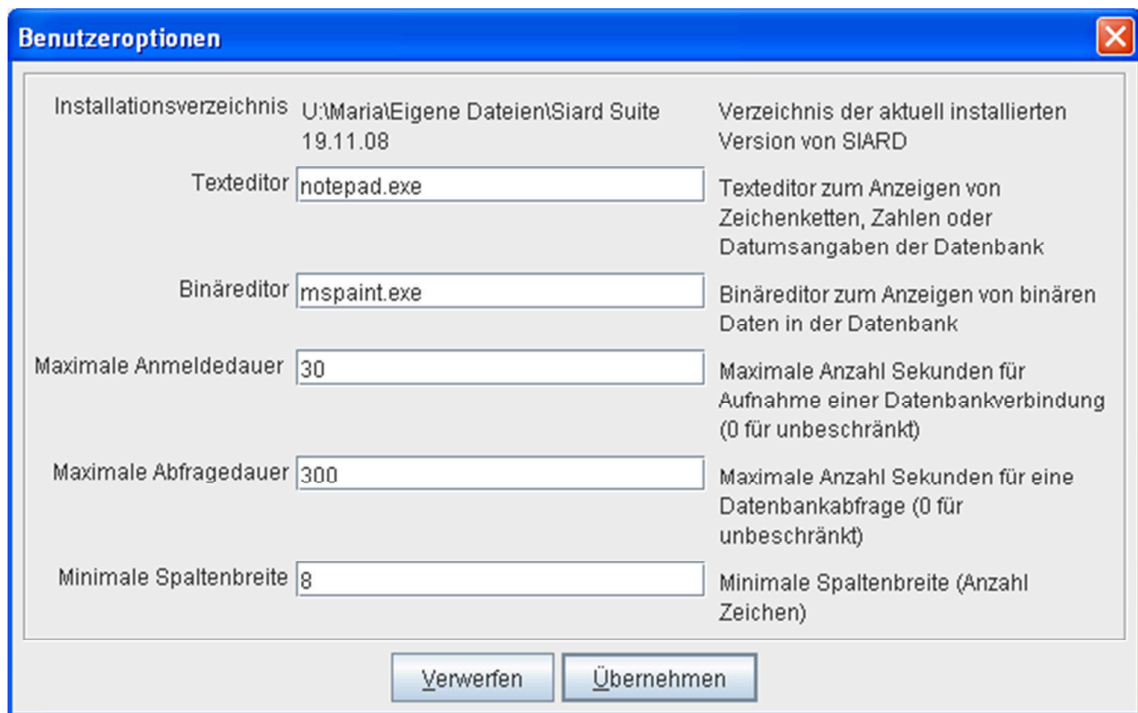 Benutzeroptionen
Installationsverzeichnis
U:\Maria\Eigene Dateien\Siard Suite
19.11.08
Verzeichnis der aktuell installierten
Version von SIARD
Texteditor
notepad.exe
Texteditor zum Anzeigen von
Zeichenketten, Zahlen oder
Datumsangaben der Datenbank
Binäreditor
mspaint.exe
Binäreditor zum Anzeigen von binären
Daten in der Datenbank
Maximale Anmeldedauer
30
Maximale Anzahl Sekunden für
Aufnahme einer Datenbankverbindung
(0 für unbeschränkt)
Maximale Abfragedauer
300
Maximale Anzahl Sekunden für eine
Datenbankabfrage (0 für
unbeschränkt)
Minimale Spaltenbreite
8
Minimale Spaltenbreite (Anzahl
Zeichen)
Verwerfen
Übernehmen